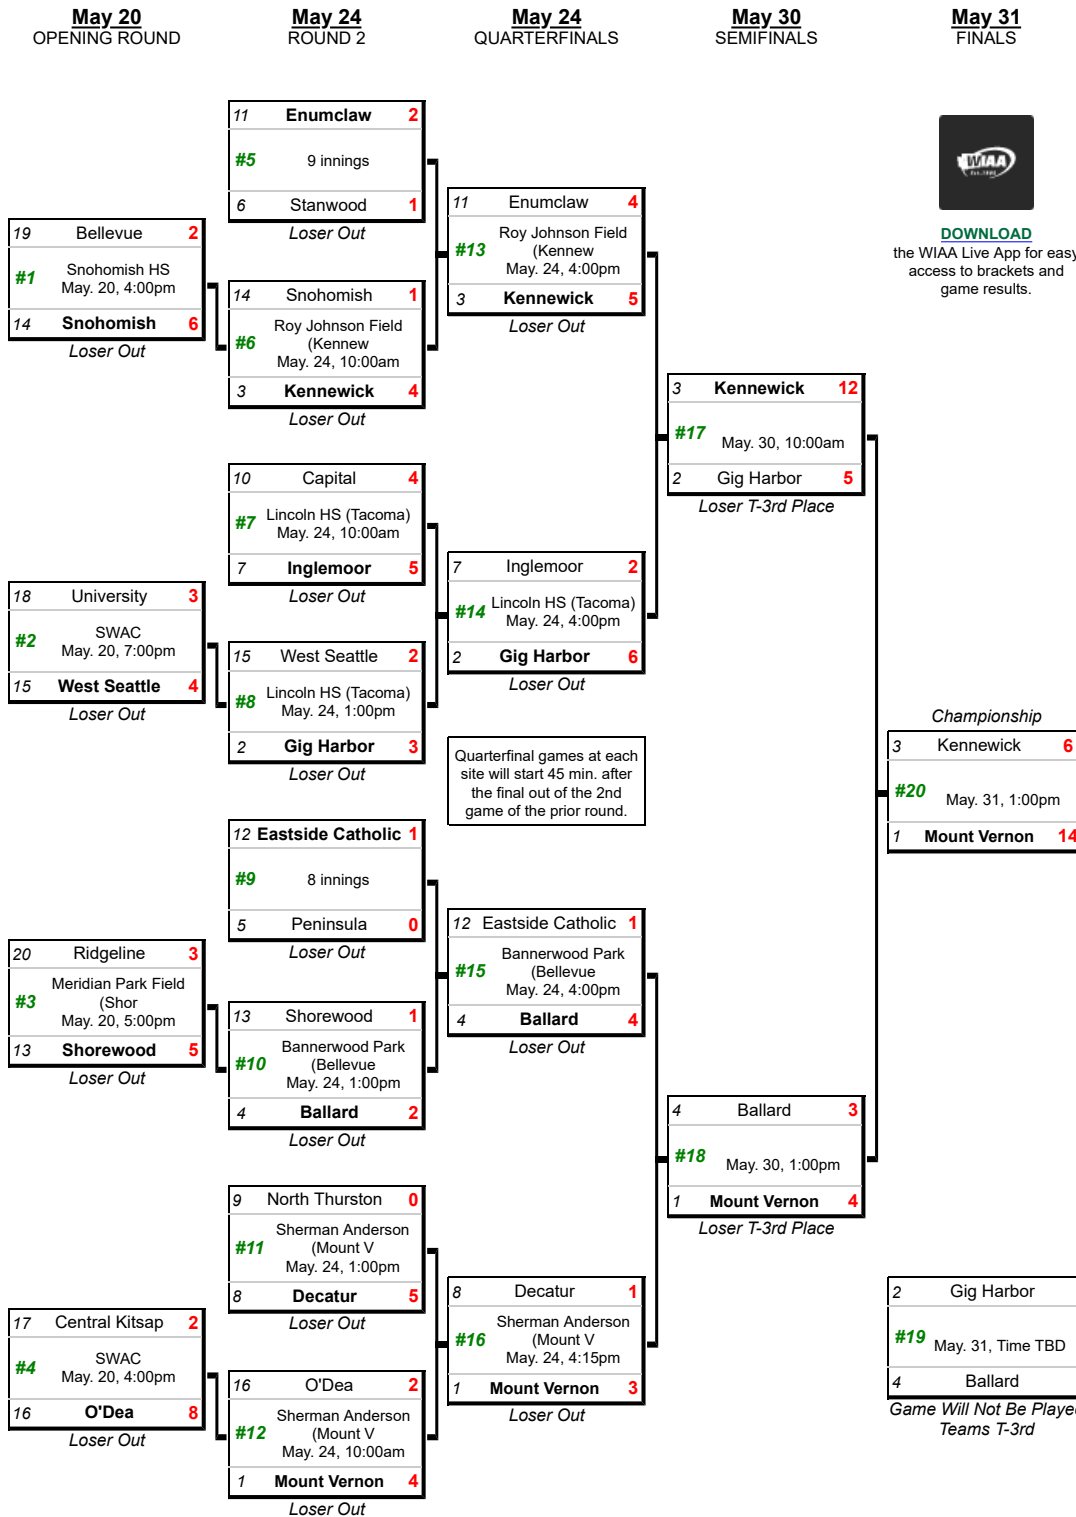 May 20
OPENING ROUND
May 24
ROUND 2
May 24
QUARTERFINALS
May 30
SEMIFINALS
May 31
FINALS
WIAA
DOWNLOAD
the WIAA Live App for easy
access to brackets and
game results.
19 Bellevue 2
#1 Snohomish HS
May. 20, 4:00pm
14 Snohomish 6
Loser Out
18 University 3
#2 SWAC
May. 20, 7:00pm
15 West Seattle 4
Loser Out
20 Ridgeline 3
#3 Meridian Park Field
(Shor
May. 20, 5:00pm
13 Shorewood 5
Loser Out
17 Central Kitsap 2
#4 SWAC
May. 20, 4:00pm
16 O'Dea 8
Loser Out
11 Enumclaw 2
#5 9 innings
6 Stanwood 1
Loser Out
14 Snohomish 1
#6 Roy Johnson Field
(Kennew
May. 24, 10:00am
3 Kennewick 4
Loser Out
10 Capital 4
#7 Lincoln HS (Tacoma)
May. 24, 10:00am
7 Inglemoor 5
Loser Out
15 West Seattle 2
#8 Lincoln HS (Tacoma)
May. 24, 1:00pm
2 Gig Harbor 3
Loser Out
12 Eastside Catholic 1
#9 8 innings
5 Peninsula 0
Loser Out
13 Shorewood 1
#10 Bannerwood Park
(Bellevue
May. 24, 1:00pm
4 Ballard 2
Loser Out
9 North Thurston 0
#11 Sherman Anderson
(Mount V
May. 24, 1:00pm
8 Decatur 5
Loser Out
16 O'Dea 2
#12 Sherman Anderson
(Mount V
May. 24, 10:00am
1 Mount Vernon 4
Loser Out
11 Enumclaw 4
#13 Roy Johnson Field
(Kennew
May. 24, 4:00pm
3 Kennewick 5
Loser Out
7 Inglemoor 2
#14 Lincoln HS (Tacoma)
May. 24, 4:00pm
2 Gig Harbor 6
Loser Out
Quarterfinal games at each
site will start 45 min. after
the final out of the 2nd
game of the prior round.
12 Eastside Catholic 1
#15 Bannerwood Park
(Bellevue
May. 24, 4:00pm
4 Ballard 4
Loser Out
8 Decatur 1
#16 Sherman Anderson
(Mount V
May. 24, 4:15pm
1 Mount Vernon 3
Loser Out
3 Kennewick 12
#17 May. 30, 10:00am
2 Gig Harbor 5
Loser T-3rd Place
4 Ballard 3
#18 May. 30, 1:00pm
1 Mount Vernon 4
Loser T-3rd Place
Championship
3 Kennewick 6
#20 May. 31, 1:00pm
1 Mount Vernon 14
2 Gig Harbor
#19 May. 31, Time TBD
4 Ballard
Game Will Not Be Played
Teams T-3rd